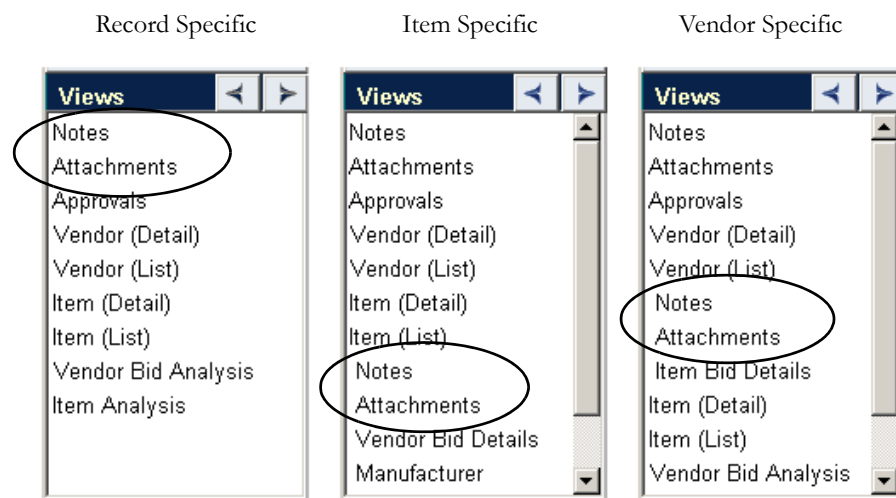 Record Specific
Item Specific
Vendor Specific
Views
Notes
Attachments
Approvals
Vendor (Detail)
Vendor (List)
Item (Detail)
Item (List)
Vendor Bid Analysis
Item Analysis
Views
Notes
Attachments
Approvals
Vendor (Detail)
Vendor (List)
Item (Detail)
Item (List)
Notes
Attachments
Vendor Bid Details
Manufacturer
Views
Notes
Attachments
Approvals
Vendor (Detail)
Vendor (List)
Notes
Attachments
Item Bid Details
Item (Detail)
Item (List)
Vendor Bid Analysis